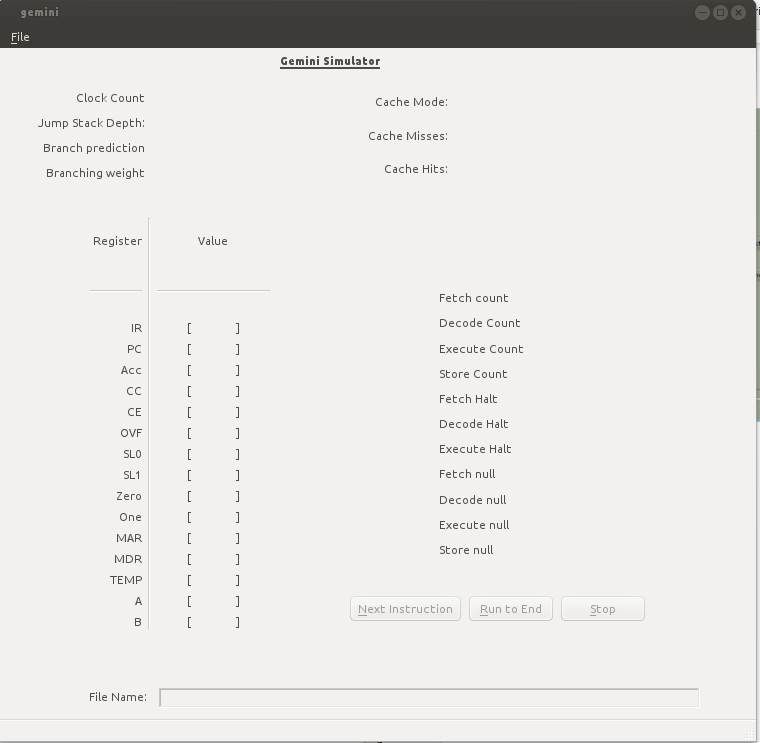 gemini
File
Gemini Simulator
Clock Count
Jump Stack Depth:
Branch prediction
Branching weight
Cache Mode:
Cache Misses:
Cache Hits:
Register Value
IR [ ]
PC [ ]
Acc [ ]
CC [ ]
CE [ ]
OVF [ ]
SL0 [ ]
SL1 [ ]
Zero [ ]
One [ ]
MAR [ ]
MDR [ ]
TEMP [ ]
A [ ]
B [ ]
Fetch count
Decode Count
Execute Count
Store Count
Fetch Halt
Decode Halt
Execute Halt
Fetch null
Decode null
Execute null
Store null
Next Instruction Run to End Stop
File Name: